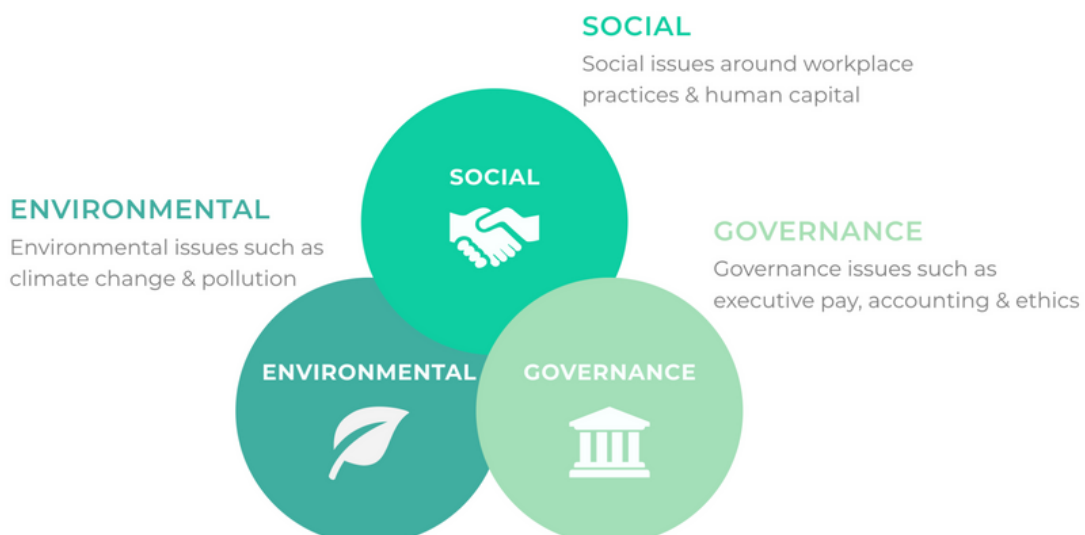 SOCIAL
Social issues around workplace
practices & human capital
SOCIAL
ENVIRONMENTAL
Environmental issues such as
climate change & pollution
GOVERNANCE
Governance issues such as
executive pay, accounting & ethics
ENVIRONMENTAL
GOVERNANCE